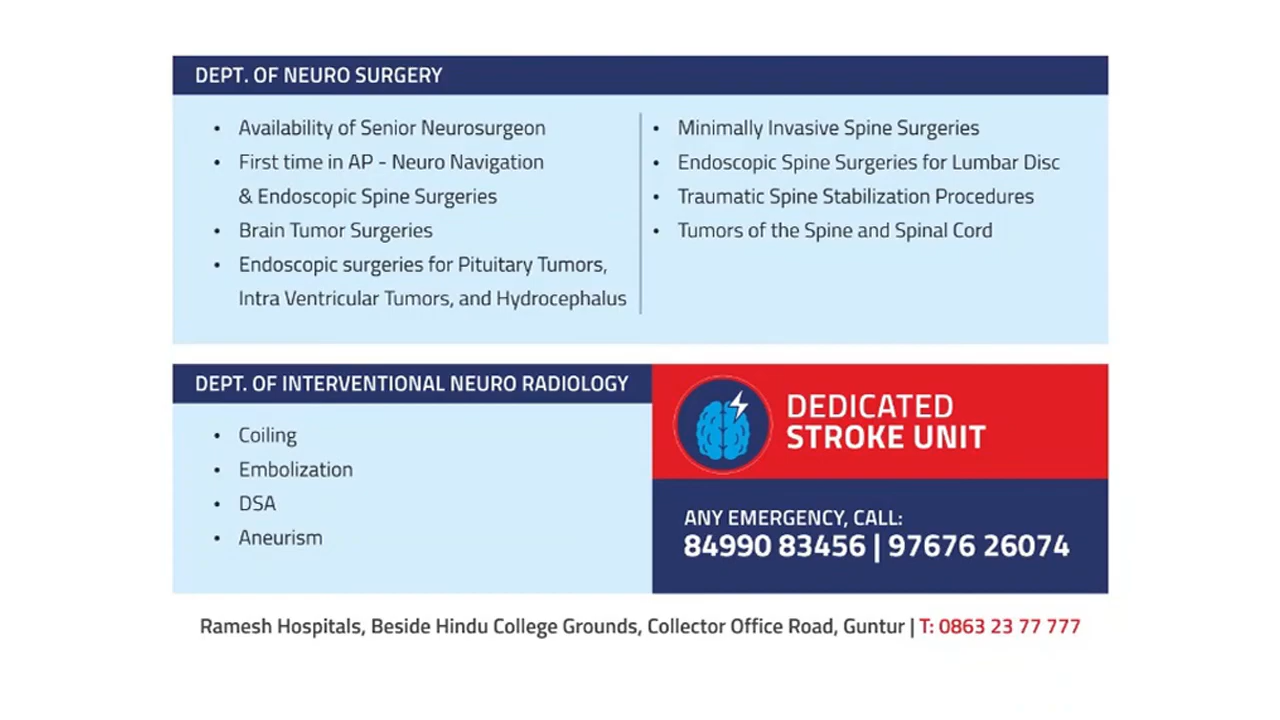 DEPT. OF NEURO SURGERY
• Availability of Senior Neurosurgeon
• First time in AP - Neuro Navigation
& Endoscopic Spine Surgeries
• Brain Tumor Surgeries
• Endoscopic surgeries for Pituitary Tumors,
Intra Ventricular Tumors, and Hydrocephalus
• Minimally Invasive Spine Surgeries
• Endoscopic Spine Surgeries for Lumbar Disc
• Traumatic Spine Stabilization Procedures
• Tumors of the Spine and Spinal Cord
DEPT. OF INTERVENTIONAL NEURO RADIOLOGY
• Coiling
• Embolization
• DSA
• Aneurism
DEDICATED
STROKE UNIT
ANY EMERGENCY, CALL:
84990 83456 | 97676 26074
Ramesh Hospitals, Beside Hindu College Grounds, Collector Office Road, Guntur | T: 0863 23 77 777